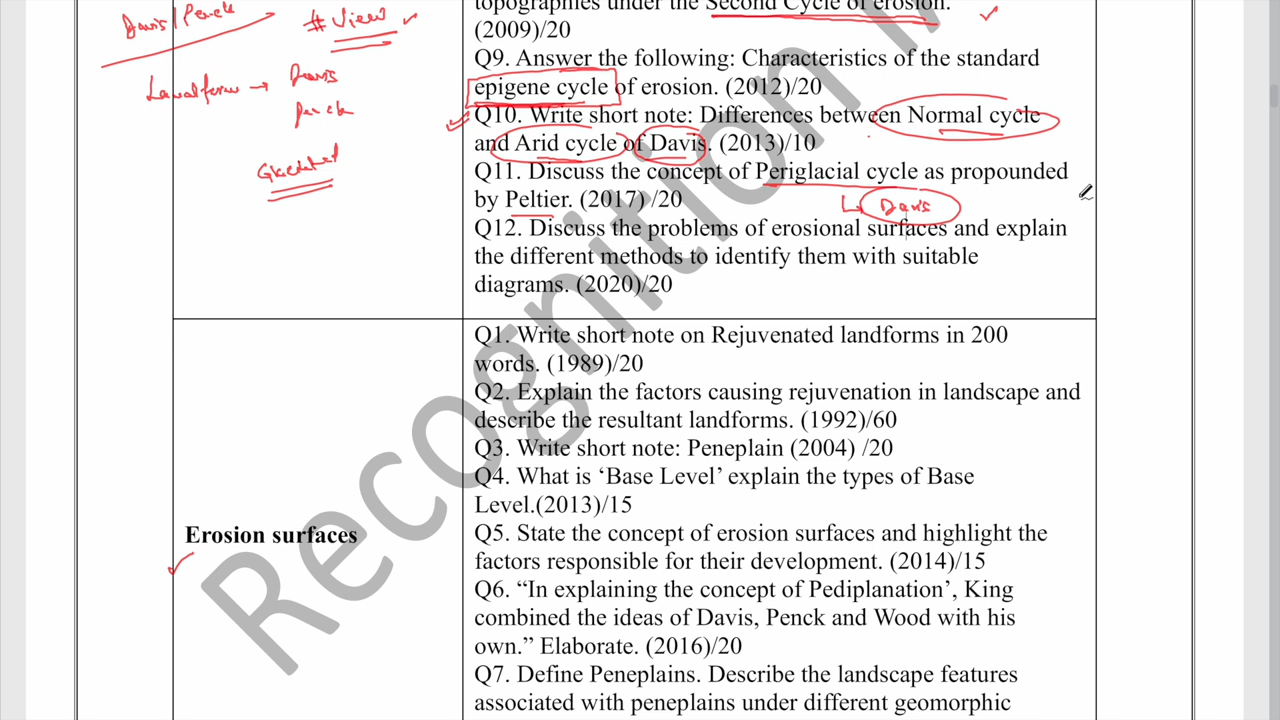 Davis/Penck
# View
Landform → Davis
Penck
topographies under the Second Cycle of erosion.
(2009)/20
Q9. Answer the following: Characteristics of the standard
epigene cycle of erosion. (2012)/20
Q10. Write short note: Differences between Normal cycle
and Arid cycle of Davis. (2013)/10
Q11. Discuss the concept of Periglacial cycle as propounded
by Peltier. (2017) /20
Davis
Q12. Discuss the problems of erosional surfaces and explain
the different methods to identify them with suitable
diagrams. (2020)/20
Erosion surfaces
Q1. Write short note on Rejuvenated landforms in 200
words. (1989)/20
Q2. Explain the factors causing rejuvenation in landscape and
describe the resultant landforms. (1992)/60
Q3. Write short note: Peneplain (2004) /20
Q4. What is ‘Base Level’ explain the types of Base
Level.(2013)/15
Q5. State the concept of erosion surfaces and highlight the
factors responsible for their development. (2014)/15
Q6. “In explaining the concept of Pediplanation’, King
combined the ideas of Davis, Penck and Wood with his
own.” Elaborate. (2016)/20
Q7. Define Peneplains. Describe the landscape features
associated with peneplains under different geomorphic
Recognition